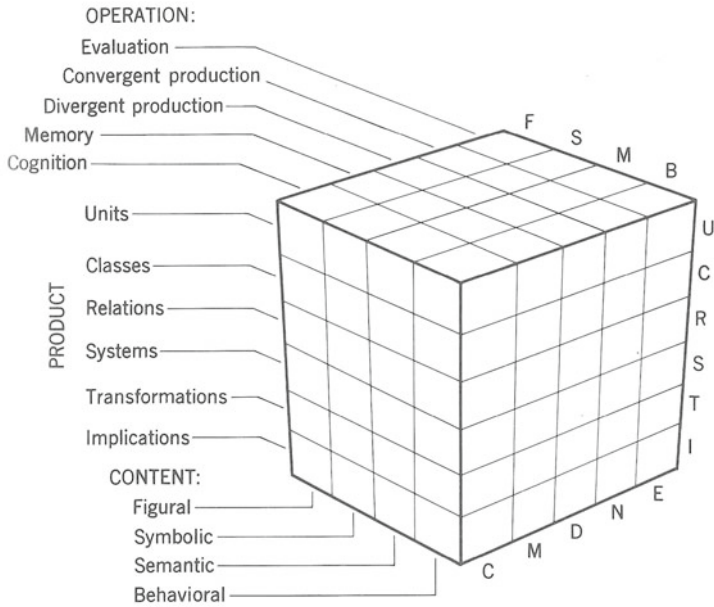 OPERATION:
Evaluation
Convergent production
Divergent production
Memory
Cognition
F
S
M
B
Units
Classes
Relations
Systems
Transformations
Implications
PRODUCT
U
C
R
S
T
I
CONTENT:
Figural
Symbolic
Semantic
Behavioral
C
M
D
N
E